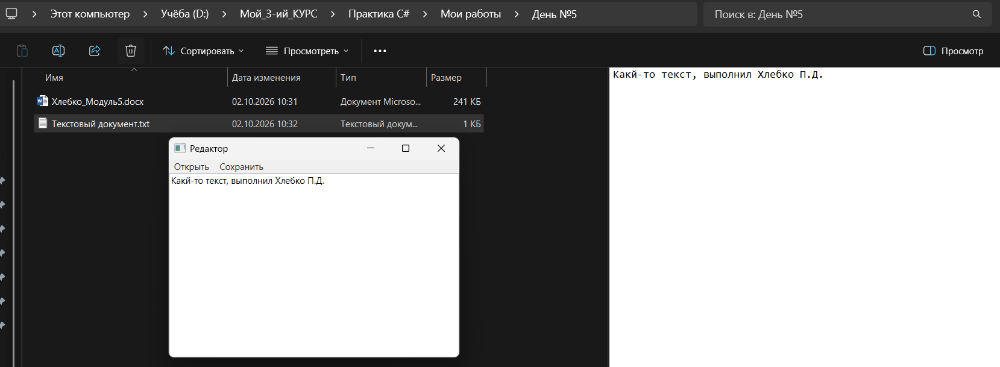 Этот компьютер > Учёба (D:) > Мой_3-ий_КУРС > Практика C# > Мои работы > День №5
Поиск в: День №5
Сортировать
Просмотреть
Просмотр
Имя
Дата изменения
Тип
Размер
Хлебко_Модуль5.docx 02.10.2026 10:31 Документ Microso... 241 КБ
Текстовый документ.txt 02.10.2026 10:32 Текстовый докум... 1 КБ
Какй-то текст, выполнил Хлебко П.Д.
Редактор
Открыть Сохранить
Какй-то текст, выполнил Хлебко П.Д.